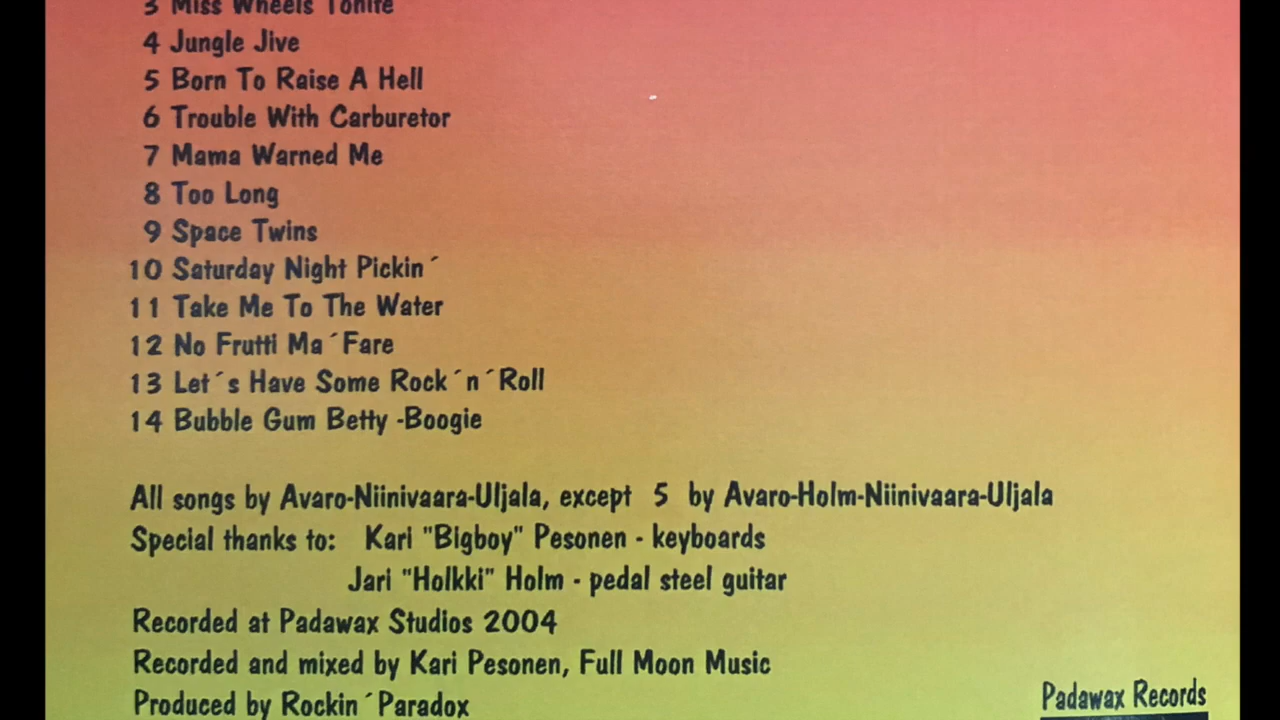 3 Miss Wheels Tonite
4 Jungle Jive
5 Born To Raise A Hell
6 Trouble With Carburetor
7 Mama Warned Me
8 Too Long
9 Space Twins
10 Saturday Night Pickin´
11 Take Me To The Water
12 No Frutti Ma´Fare
13 Let´s Have Some Rock´n´Roll
14 Bubble Gum Betty -Boogie
All songs by Avaro-Niinivaara-Uljala, except 5 by Avaro-Holm-Niinivaara-Uljala
Special thanks to: Kari "Bigboy" Pesonen - keyboards
Jari "Holkki" Holm - pedal steel guitar
Recorded at Padawax Studios 2004
Recorded and mixed by Kari Pesonen, Full Moon Music
Produced by Rockin´Paradox
Padawax Records